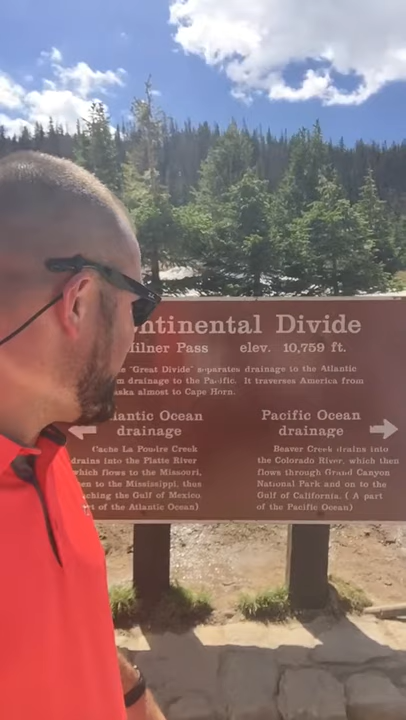 ntinental Divide
ilner Pass elev. 10,759 ft.
"Great Divide" separates drainage to the Atlantic
m drainage to the Pacific. It traverses America from
ska almost to Cape Horn.
lantic Ocean
drainage
Cache La Poudre Creek
drains into the Platte River
which flows to the Missouri,
en to the Mississippi, thus
ching the Gulf of Mexico
t of the Atlantic Ocean)
Pacific Ocean
drainage
Beaver Creek drains into
the Colorado River, which then
flows through Grand Canyon
National Park and on to the
Gulf of California. ( A part
of the Pacific Ocean)